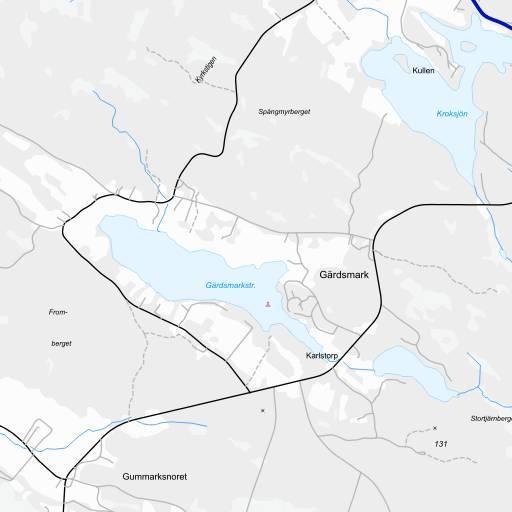 Kullen
Kyrkstigen
Spångmyrberget
Kroksjön
Gärdsmark
Gärdsmarkstr.
From-
berget
Karlstorp
Stortjärnberge
131
Gummarksnoret